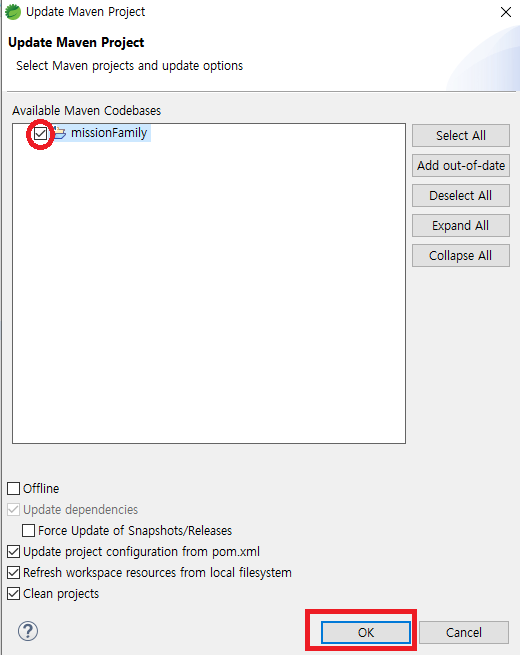 Update Maven Project
Update Maven Project
Select Maven projects and update options
Available Maven Codebases
missionFamily
Select All
Add out-of-date
Deselect All
Expand All
Collapse All
Offline
Update dependencies
Force Update of Snapshots/Releases
Update project configuration from pom.xml
Refresh workspace resources from local filesystem
Clean projects
?
OK
Cancel